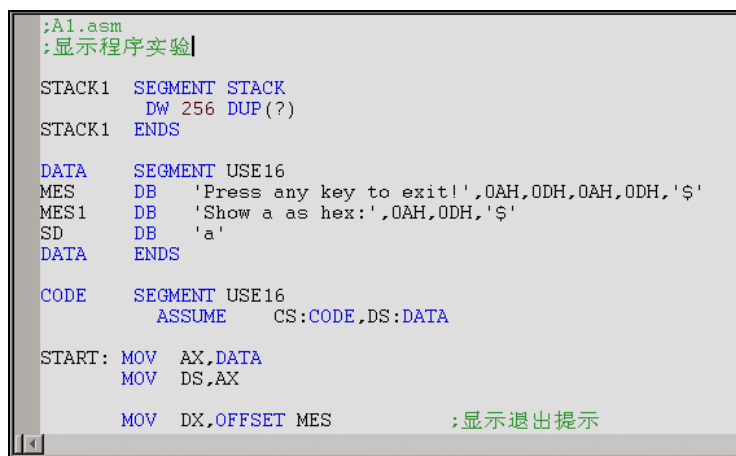 ;A1.asm
;显示程序实验
STACK1 SEGMENT STACK
DW 256 DUP(?)
STACK1 ENDS
DATA SEGMENT USE16
MES DB 'Press any key to exit!',0AH,0DH,0AH,0DH,'$'
MES1 DB 'Show a as hex:',0AH,0DH,'$'
SD DB 'a'
DATA ENDS
CODE SEGMENT USE16
ASSUME CS:CODE,DS:DATA
START: MOV AX,DATA
MOV DS,AX
MOV DX,OFFSET MES ;显示退出提示